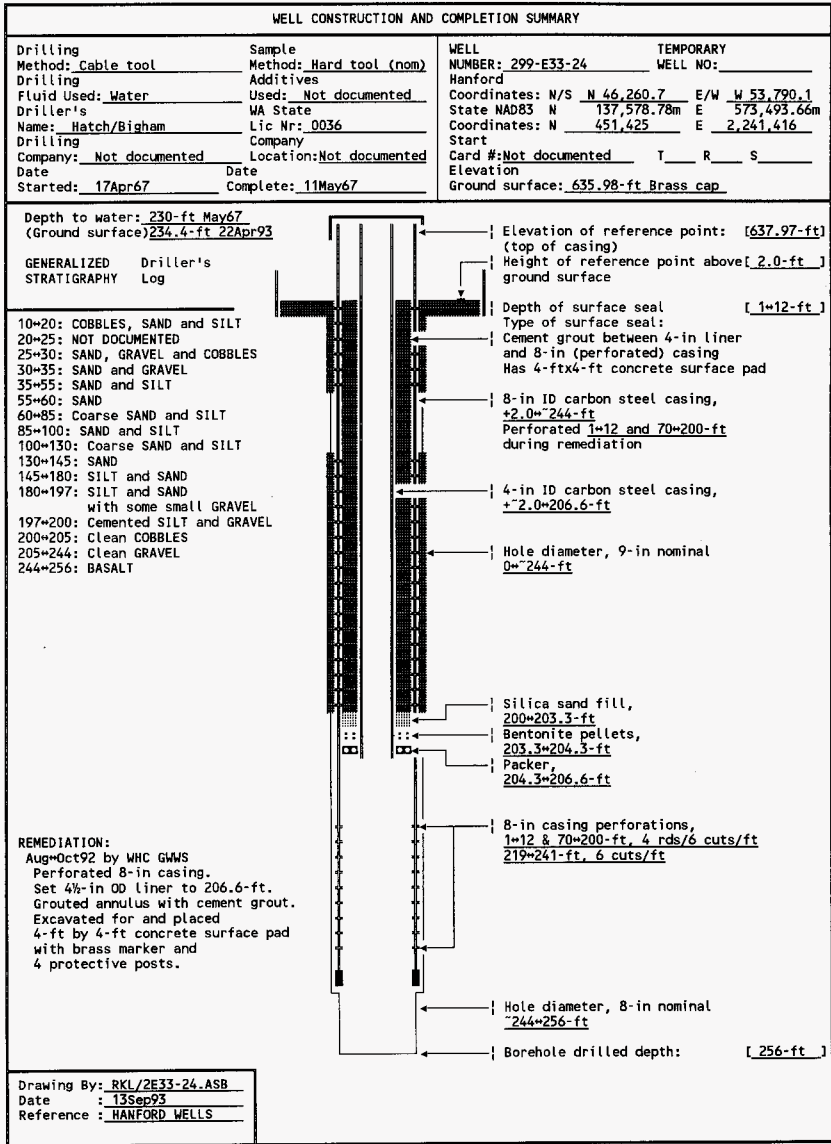 WELL CONSTRUCTION AND COMPLETION SUMMARY
Drilling Sample
Method: Cable tool Method: Hard tool (nom)
Drilling Additives
Fluid Used: Water Used: Not documented
Driller's WA State
Name: Hatch/Bigham Lic Nr: 0036
Drilling Company
Company: Not documented Location:Not documented
Date Date
Started: 17Apr67 Complete: 11May67
WELL TEMPORARY
NUMBER: 299-E33-24 WELL NO:
Hanford
Coordinates: N/S N 46,260.7 E/W W 53,790.1
State NAD83 N 137,578.78m E 573,493.66m
Coordinates: N 451,425 E 2,241,416
Start
Card #:Not documented T R S
Elevation
Ground surface: 635.98-ft Brass cap
Depth to water: 230-ft May67
(Ground surface)234.4-ft 22Apr93
GENERALIZED Driller's
STRATIGRAPHY Log
10↔20: COBBLES, SAND and SILT
20↔25: NOT DOCUMENTED
25↔30: SAND, GRAVEL and COBBLES
30↔35: SAND and GRAVEL
35↔55: SAND and SILT
55↔60: SAND
60↔85: Coarse SAND and SILT
85↔100: SAND and SILT
100↔130: Coarse SAND and SILT
130↔145: SAND
145↔180: SILT and SAND
180↔197: SILT and SAND
with some small GRAVEL
197↔200: Cemented SILT and GRAVEL
200↔205: Clean COBBLES
205↔244: Clean GRAVEL
244↔256: BASALT
REMEDIATION:
Aug↔Oct92 by WHC GWWS
Perforated 8-in casing.
Set 4½-in OD liner to 206.6-ft.
Grouted annulus with cement grout.
Excavated for and placed
4-ft by 4-ft concrete surface pad
with brass marker and
4 protective posts.
Elevation of reference point: [637.97-ft]
(top of casing)
Height of reference point above[ 2.0-ft ]
ground surface
Depth of surface seal [ 1↔12-ft ]
Type of surface seal:
Cement grout between 4-in liner
and 8-in (perforated) casing
Has 4-ftx4-ft concrete surface pad
8-in ID carbon steel casing,
+2.0↔~244-ft
Perforated 1↔12 and 70↔200-ft
during remediation
4-in ID carbon steel casing,
+~2.0↔206.6-ft
Hole diameter, 9-in nominal
0↔~244-ft
Silica sand fill,
200↔203.3-ft
Bentonite pellets,
203.3↔204.3-ft
Packer,
204.3↔206.6-ft
8-in casing perforations,
1↔12 & 70↔200-ft, 4 rds/6 cuts/ft
219↔241-ft, 6 cuts/ft
Hole diameter, 8-in nominal
~244↔256-ft
Borehole drilled depth: [ 256-ft ]
Drawing By: RKL/2E33-24.ASB
Date : 13Sep93
Reference : HANFORD WELLS